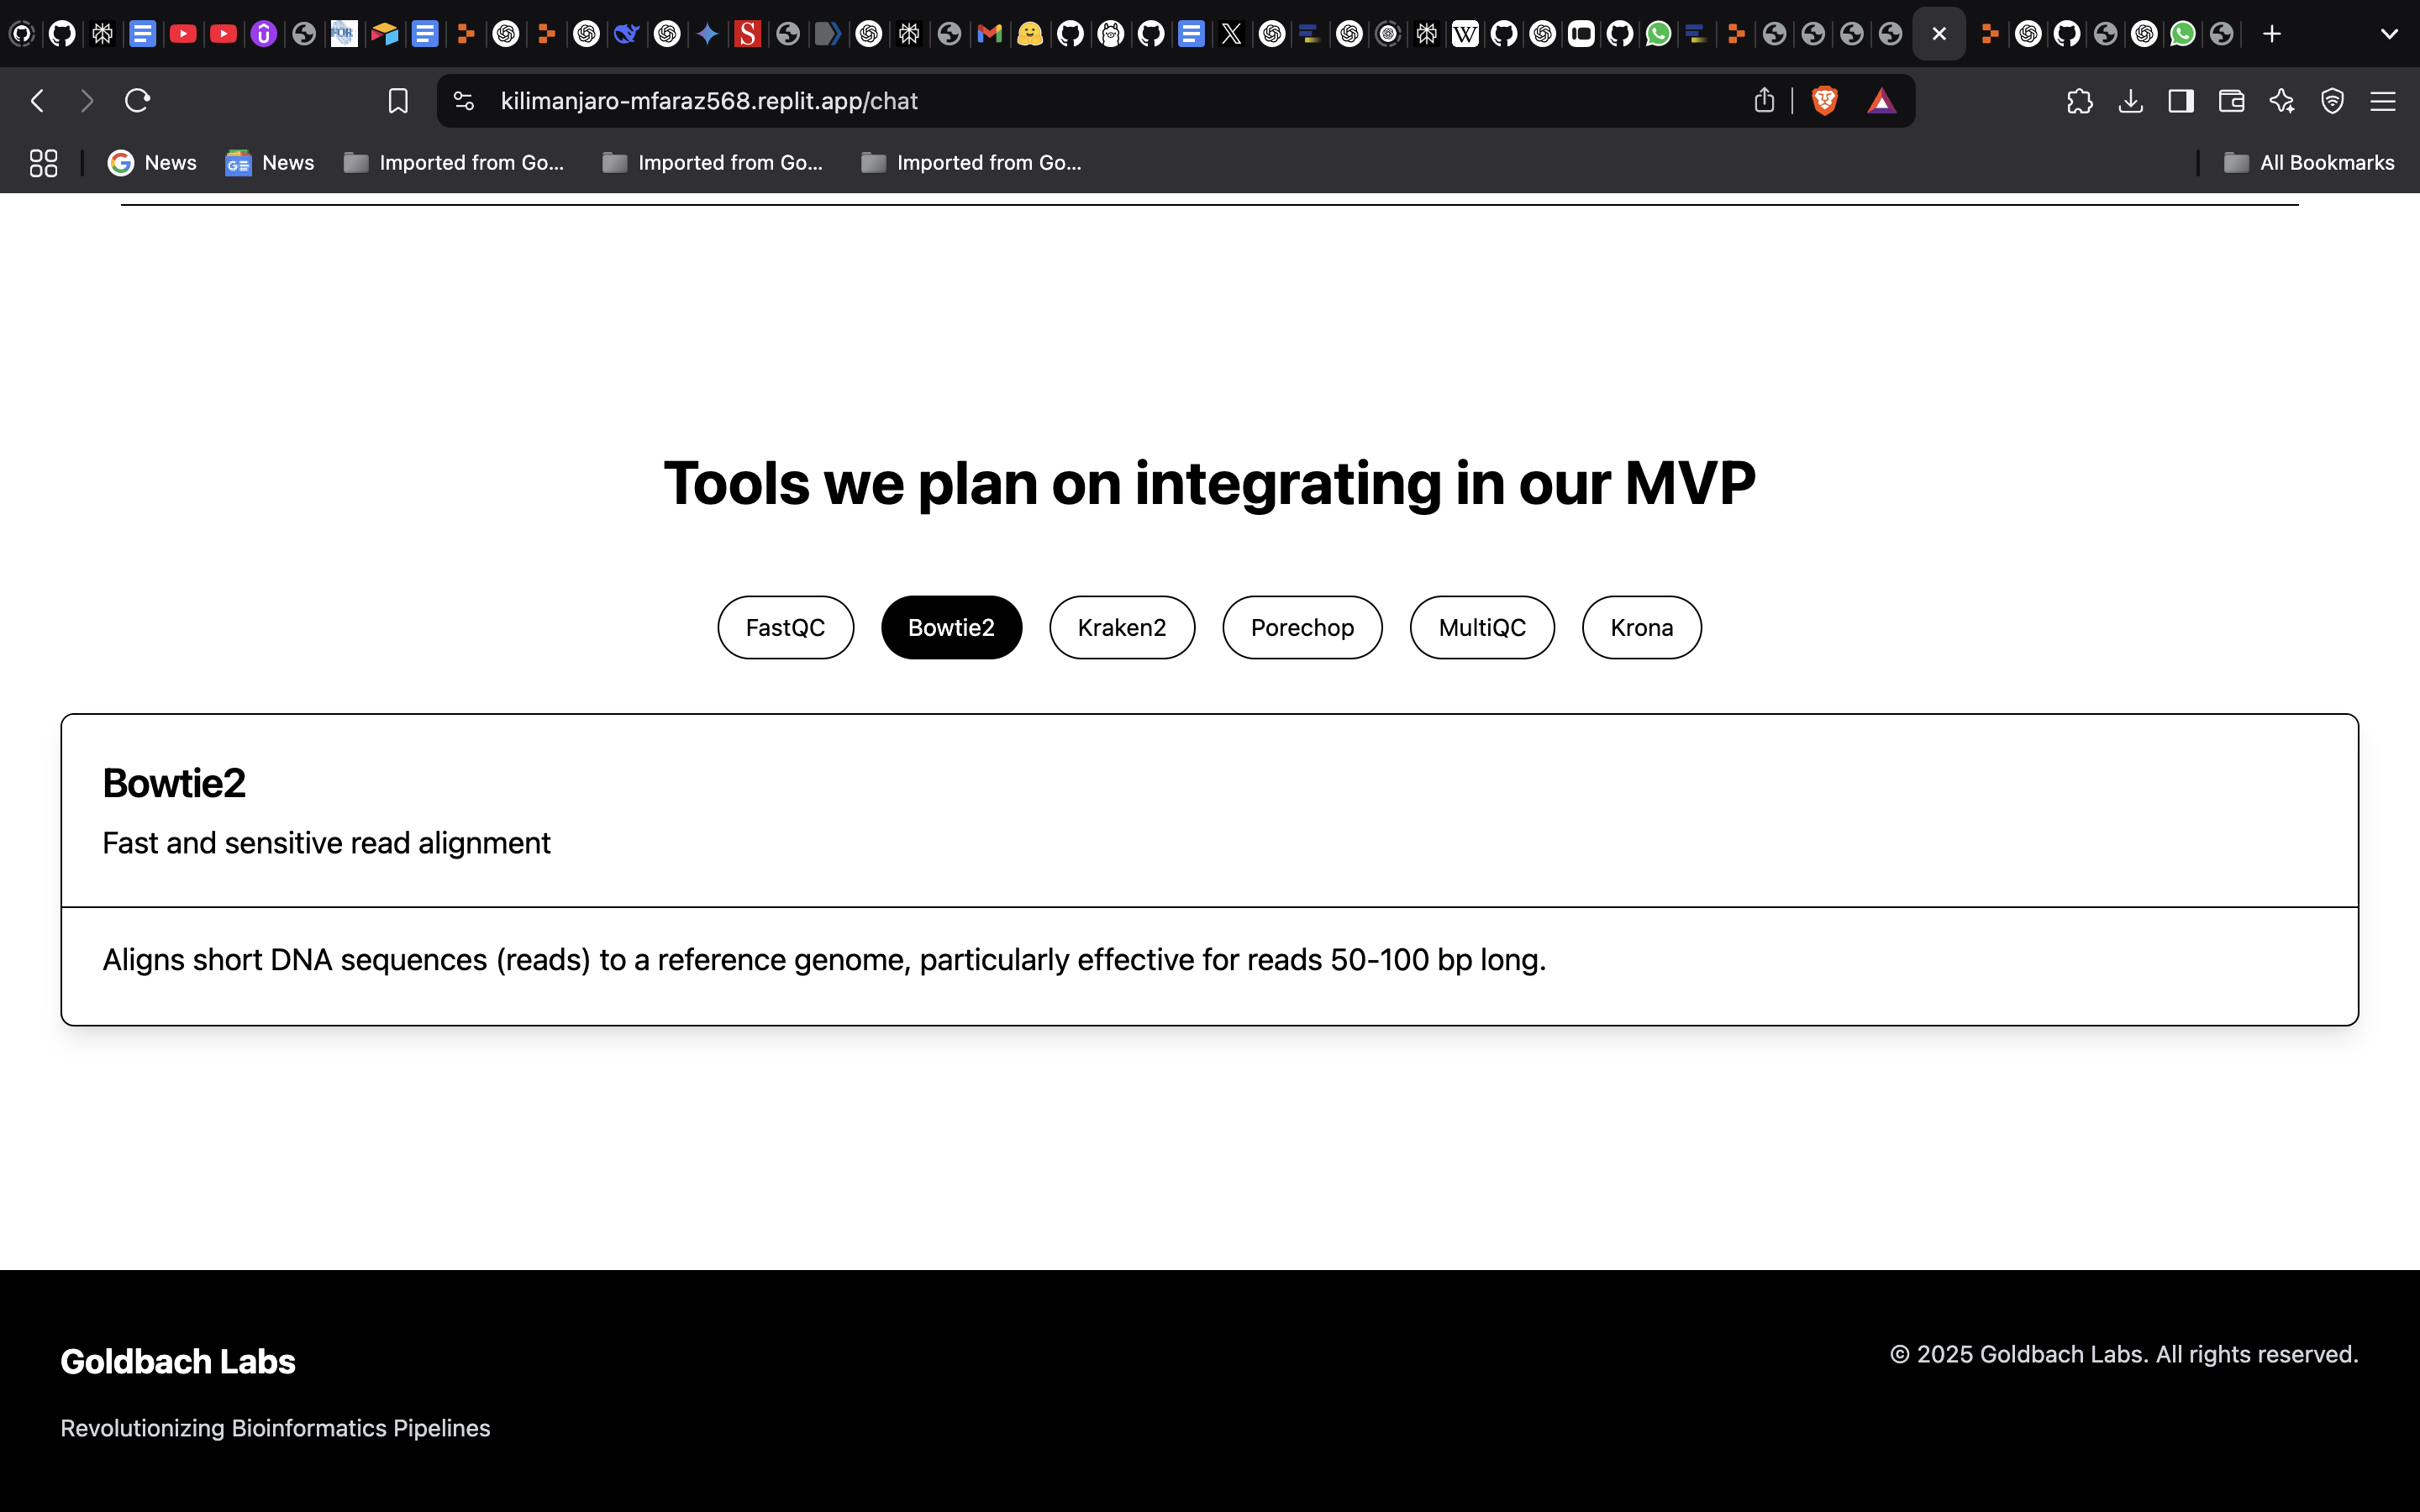 kilimanjaro-mfaraz568.replit.app/chat
News
News
Imported from Go...
Imported from Go...
Imported from Go...
All Bookmarks
Tools we plan on integrating in our MVP
FastQC
Bowtie2
Kraken2
Porechop
MultiQC
Krona
Bowtie2
Fast and sensitive read alignment
Aligns short DNA sequences (reads) to a reference genome, particularly effective for reads 50-100 bp long.
Goldbach Labs
© 2025 Goldbach Labs. All rights reserved.
Revolutionizing Bioinformatics Pipelines